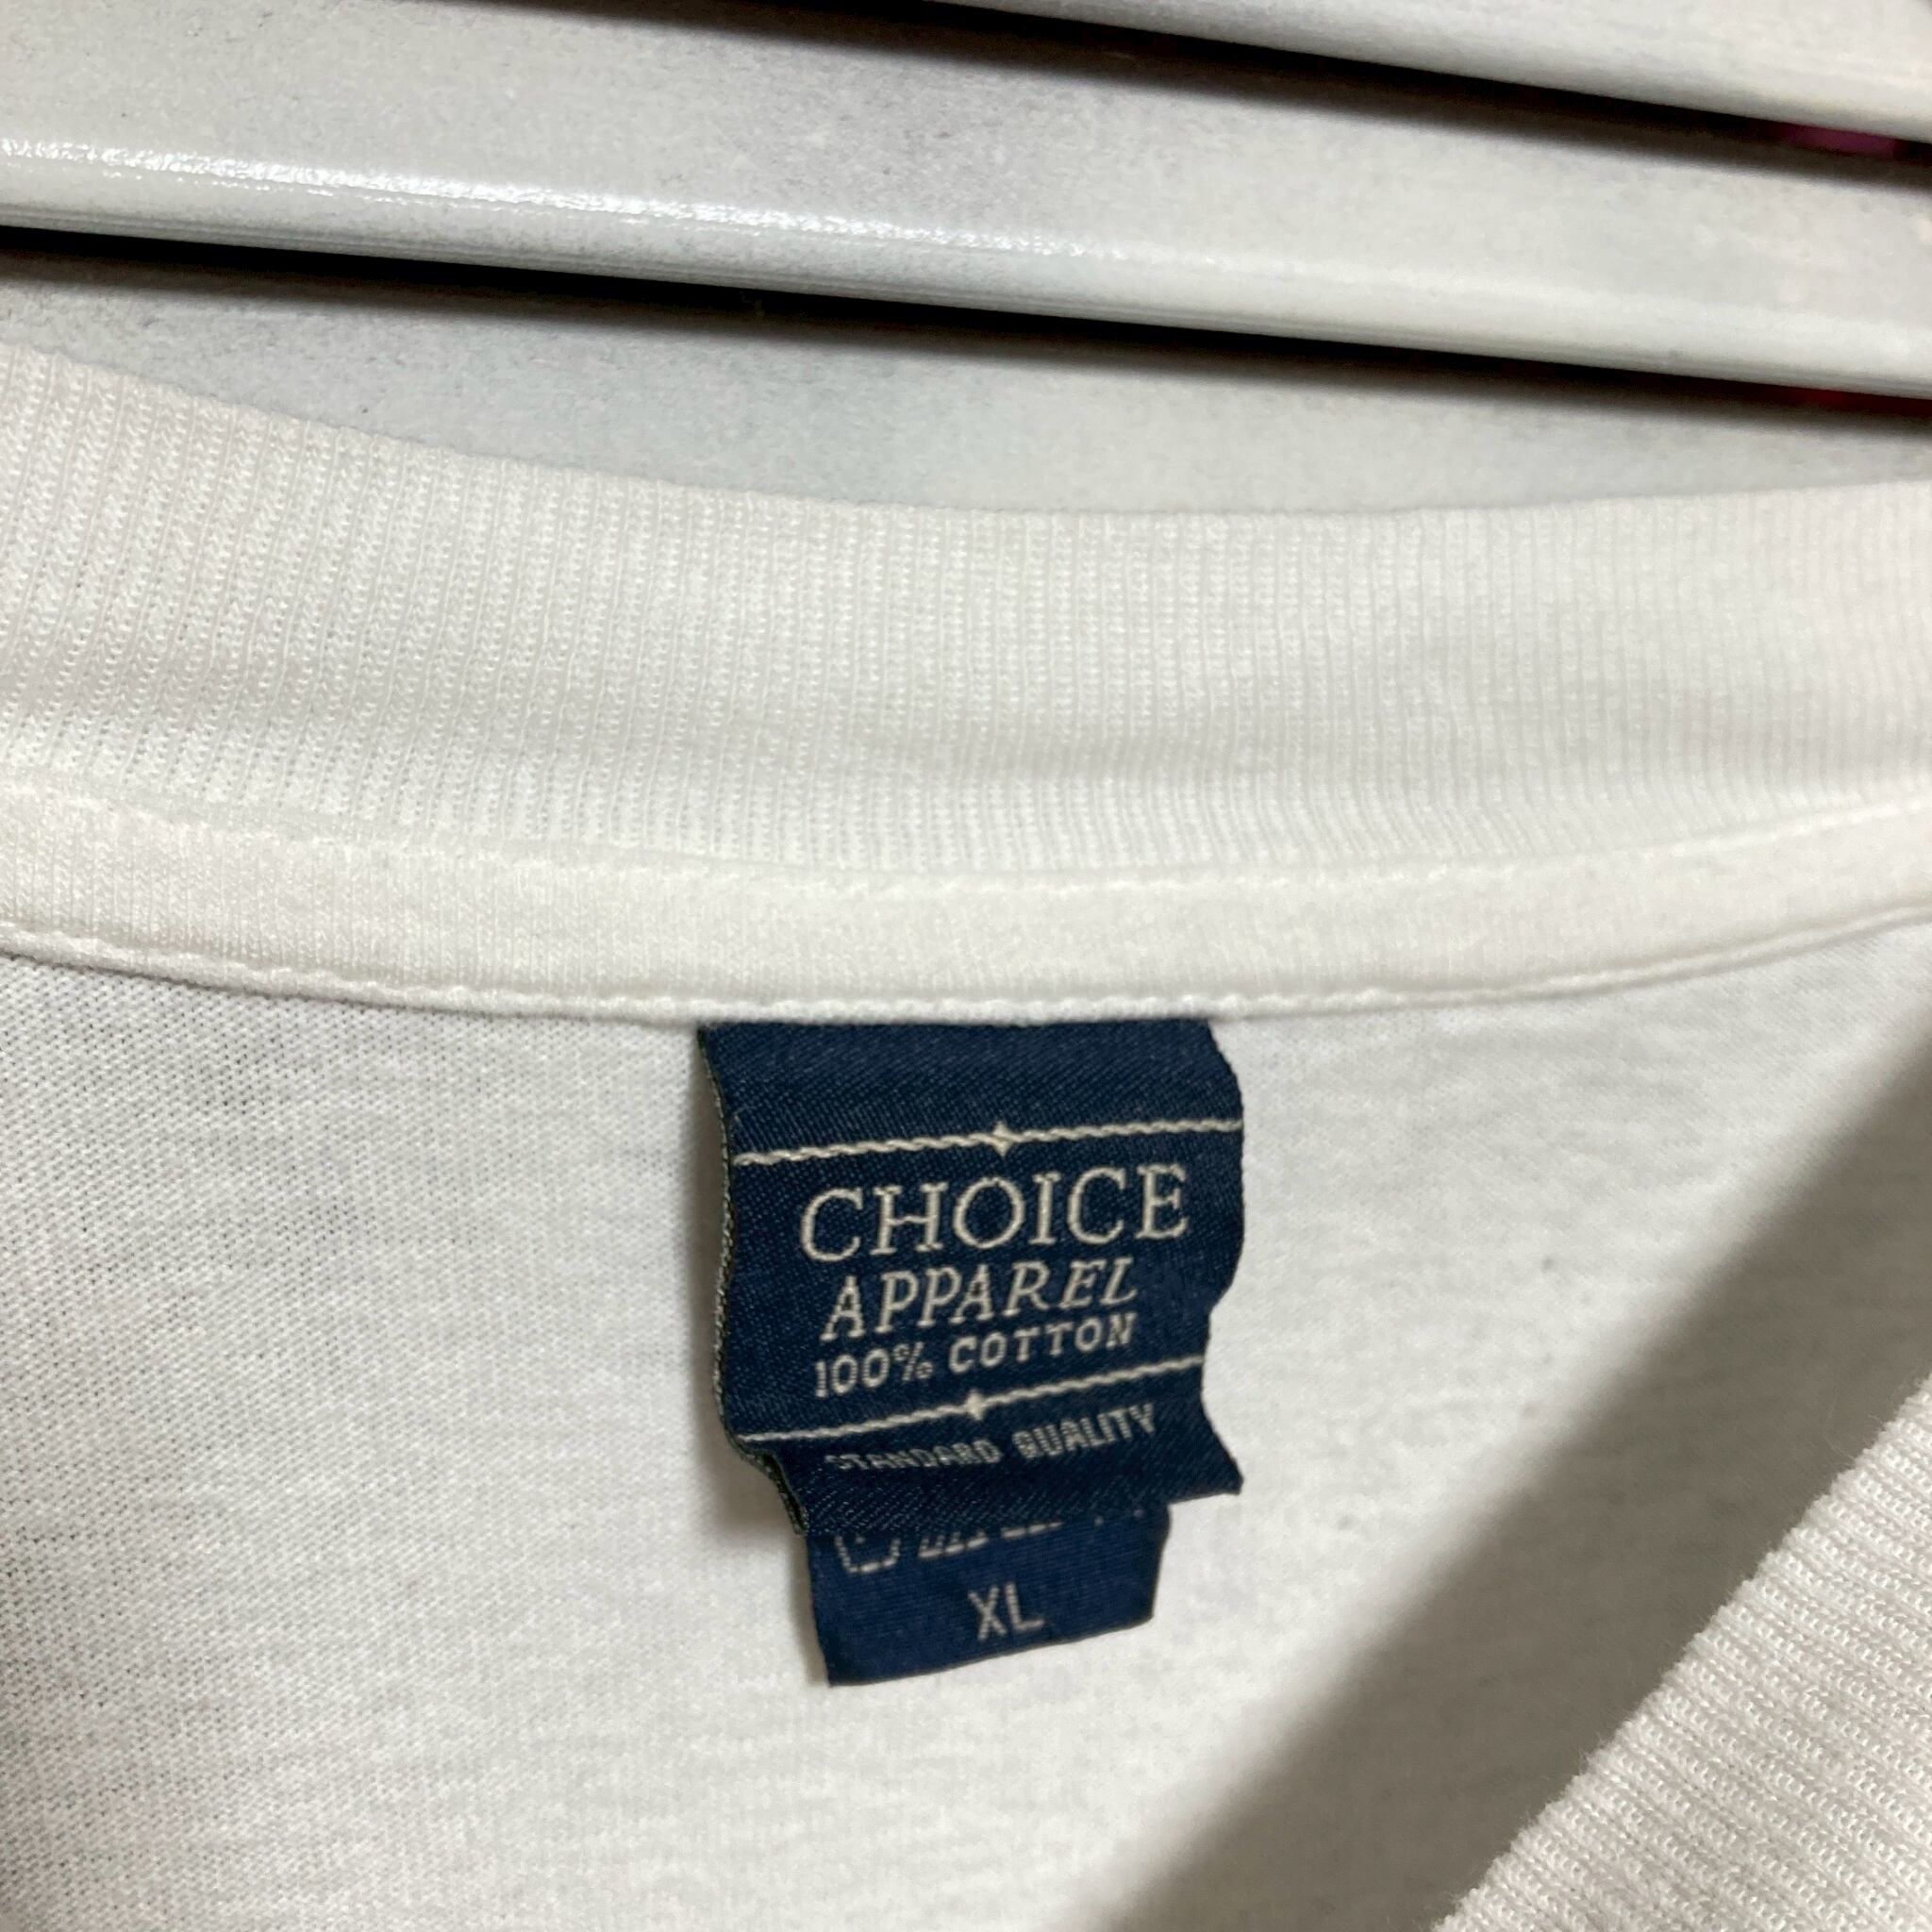 CHOICE
APPAREL
100% COTTON
STANDARD QUALITY
XL